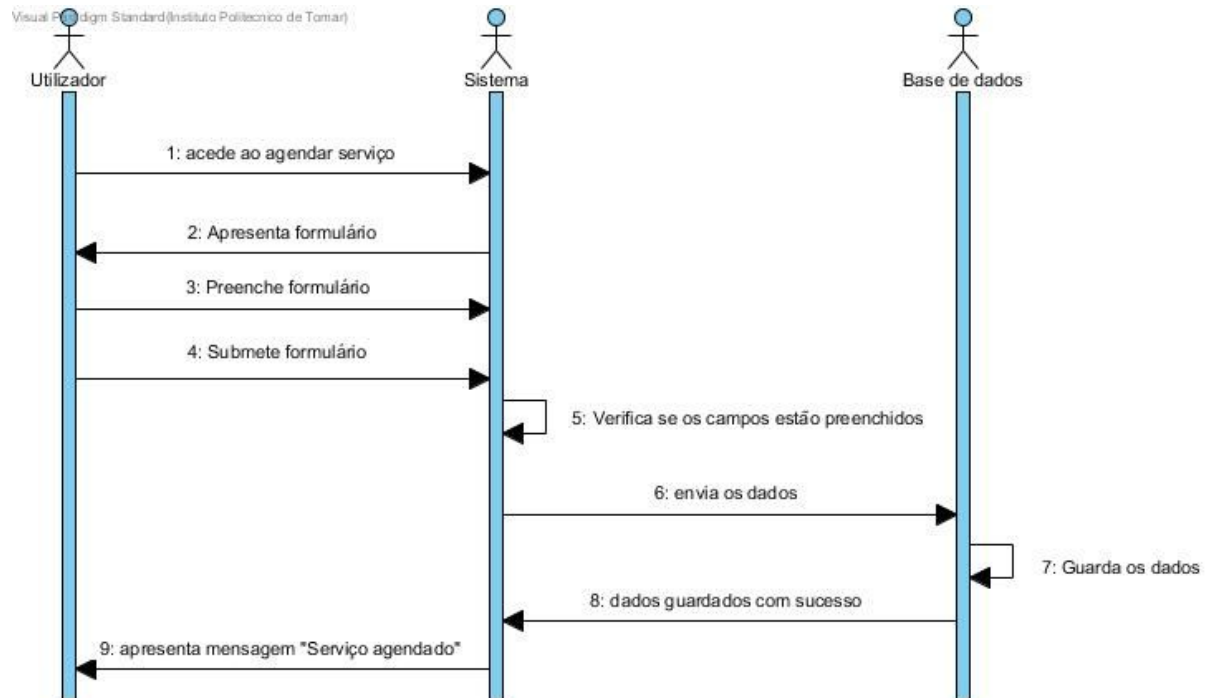 Visual Paradigm Standard(Instituto Politecnico de Tomar)
Utilizador
Sistema
Base de dados
1: acede ao agendar serviço
2: Apresenta formulário
3: Preenche formulário
4: Submete formulário
5: Verifica se os campos estão preenchidos
6: envia os dados
7: Guarda os dados
8: dados guardados com sucesso
9: apresenta mensagem "Serviço agendado"